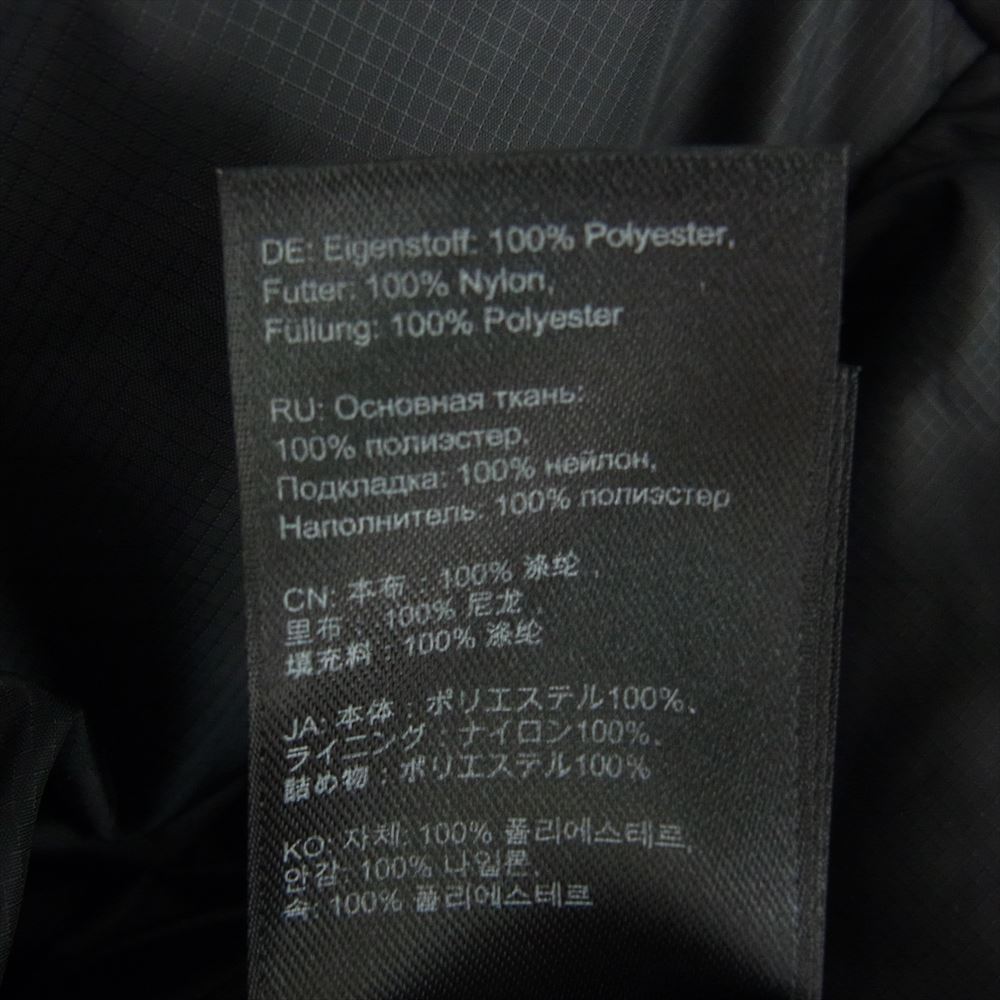 DE: Eigenstoff: 100% Polyester,
Futter: 100% Nylon,
Füllung: 100% Polyester
RU: Основная ткань:
100% полиэстер,
Подкладка: 100% нейлон,
Наполнитель: 100% полиэстер
CN: 本布 : 100% 涤纶 ,
里布 : 100% 尼龙 ,
填充料 : 100% 涤纶
JA: 本体 : ポリエステル100%、
ライニング : ナイロン100%、
詰め物 : ポリエステル100%
KO: 자체: 100% 폴리에스테르,
안감: 100% 나일론,
속: 100% 폴리에스테르